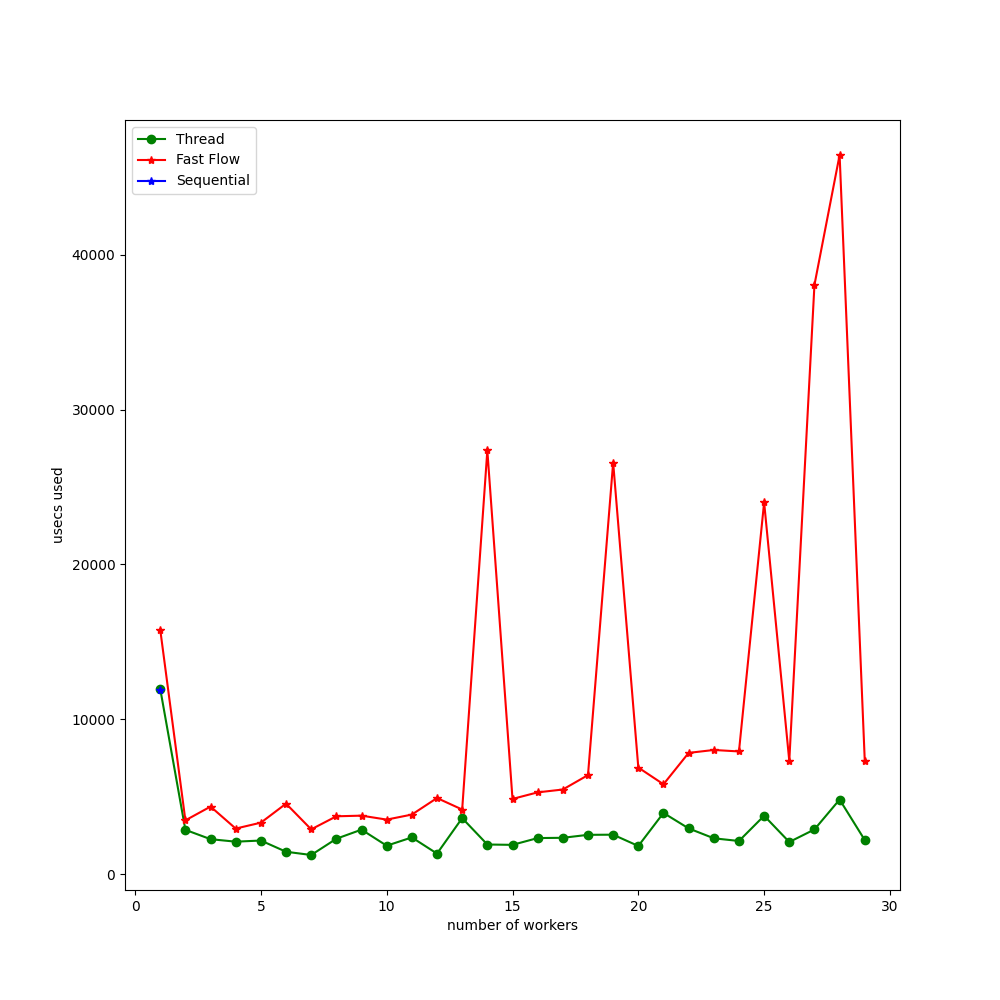 Thread
Fast Flow
Sequential
40000
30000
20000
10000
0
usecs used
0 5 10 15 20 25 30
number of workers